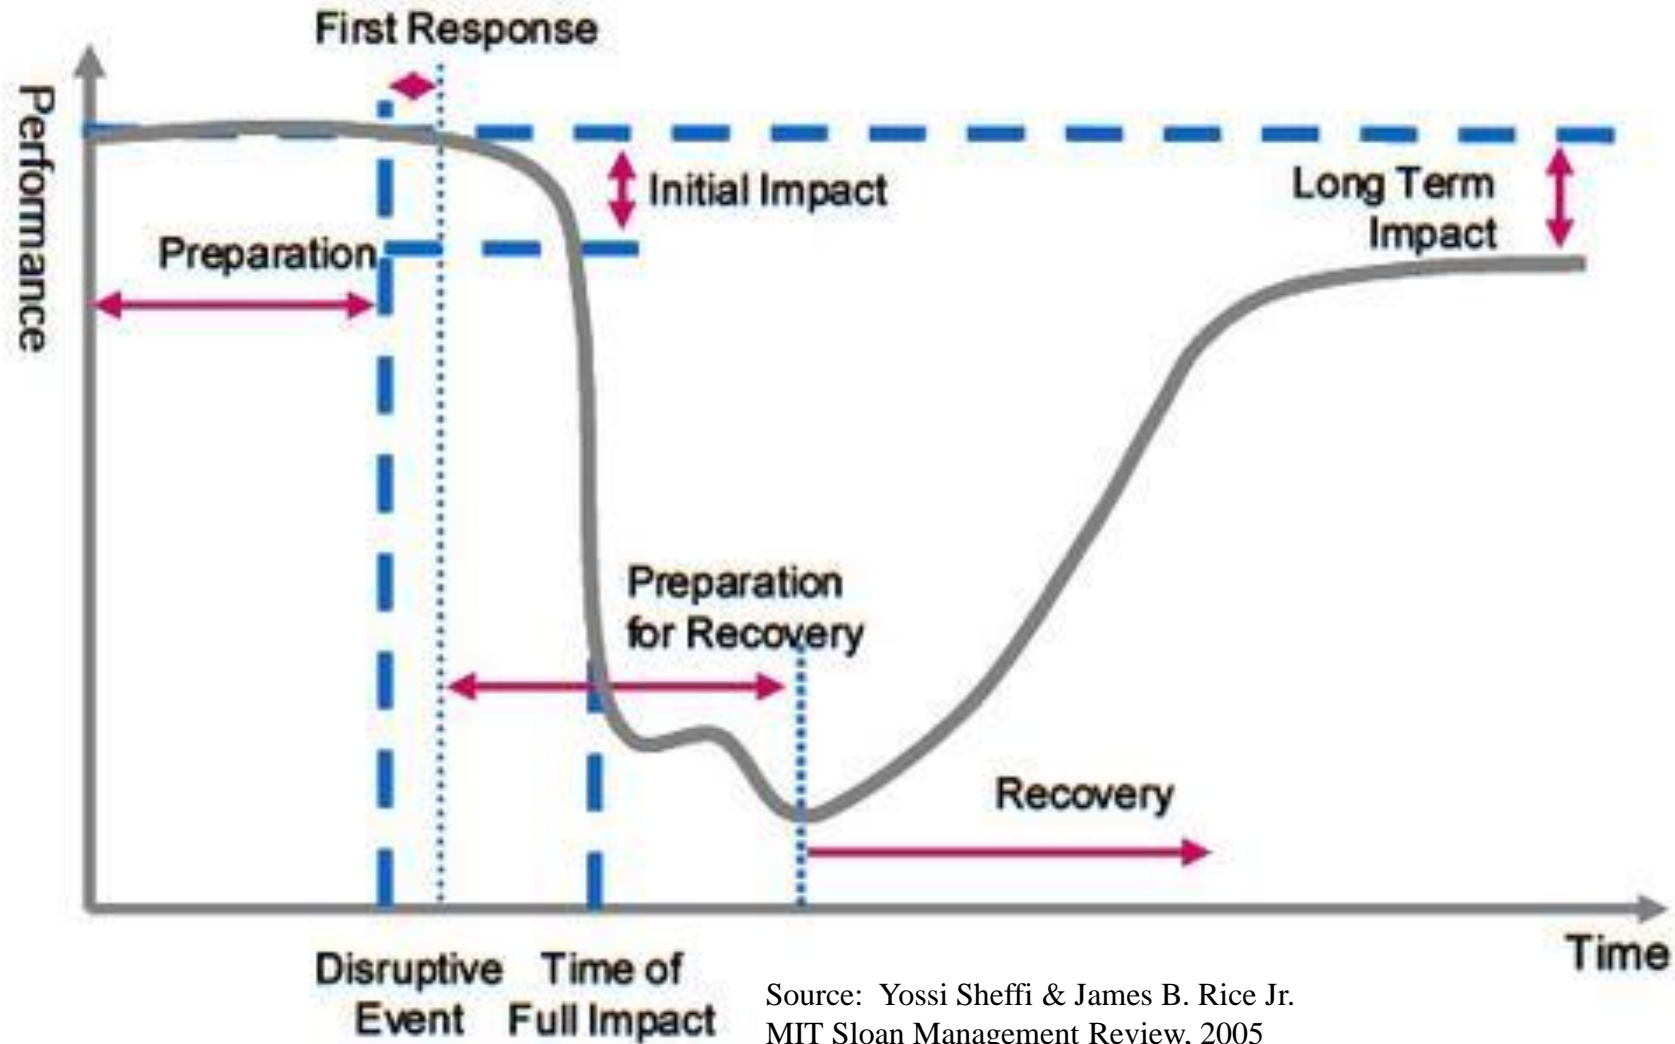 First Response
Performance
Initial Impact
Long Term
Impact
Preparation
Preparation
for Recovery
Recovery
Time
Disruptive
Event
Time of
Full Impact
Source:  Yossi Sheffi & James B. Rice Jr.
MIT Sloan Management Review, 2005